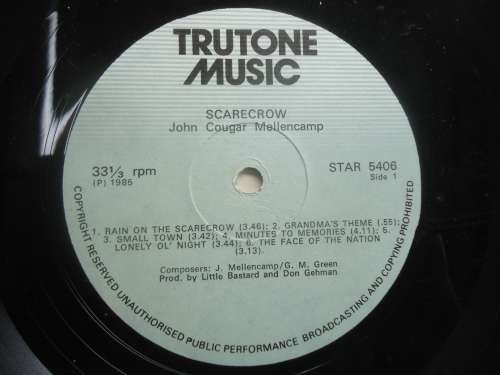 TRUTONE
MUSIC
SCARECROW
John Cougar Mellencamp
33⅓ rpm
(P) 1985
STAR 5406
Side 1
1. RAIN ON THE SCARECROW (3.46); 2. GRANDMA'S THEME (.55);
3. SMALL TOWN (3.42); 4. MINUTES TO MEMORIES (4.11); 5.
LONELY OL' NIGHT (3.44); 6. THE FACE OF THE NATION
(3.13).
Composers: J. Mellencamp/G. M. Green
Prod. by Little Bastard and Don Gehman
COPYRIGHT RESERVED UNAUTHORISED PUBLIC PERFORMANCE BROADCASTING AND COPYING PROHIBITED